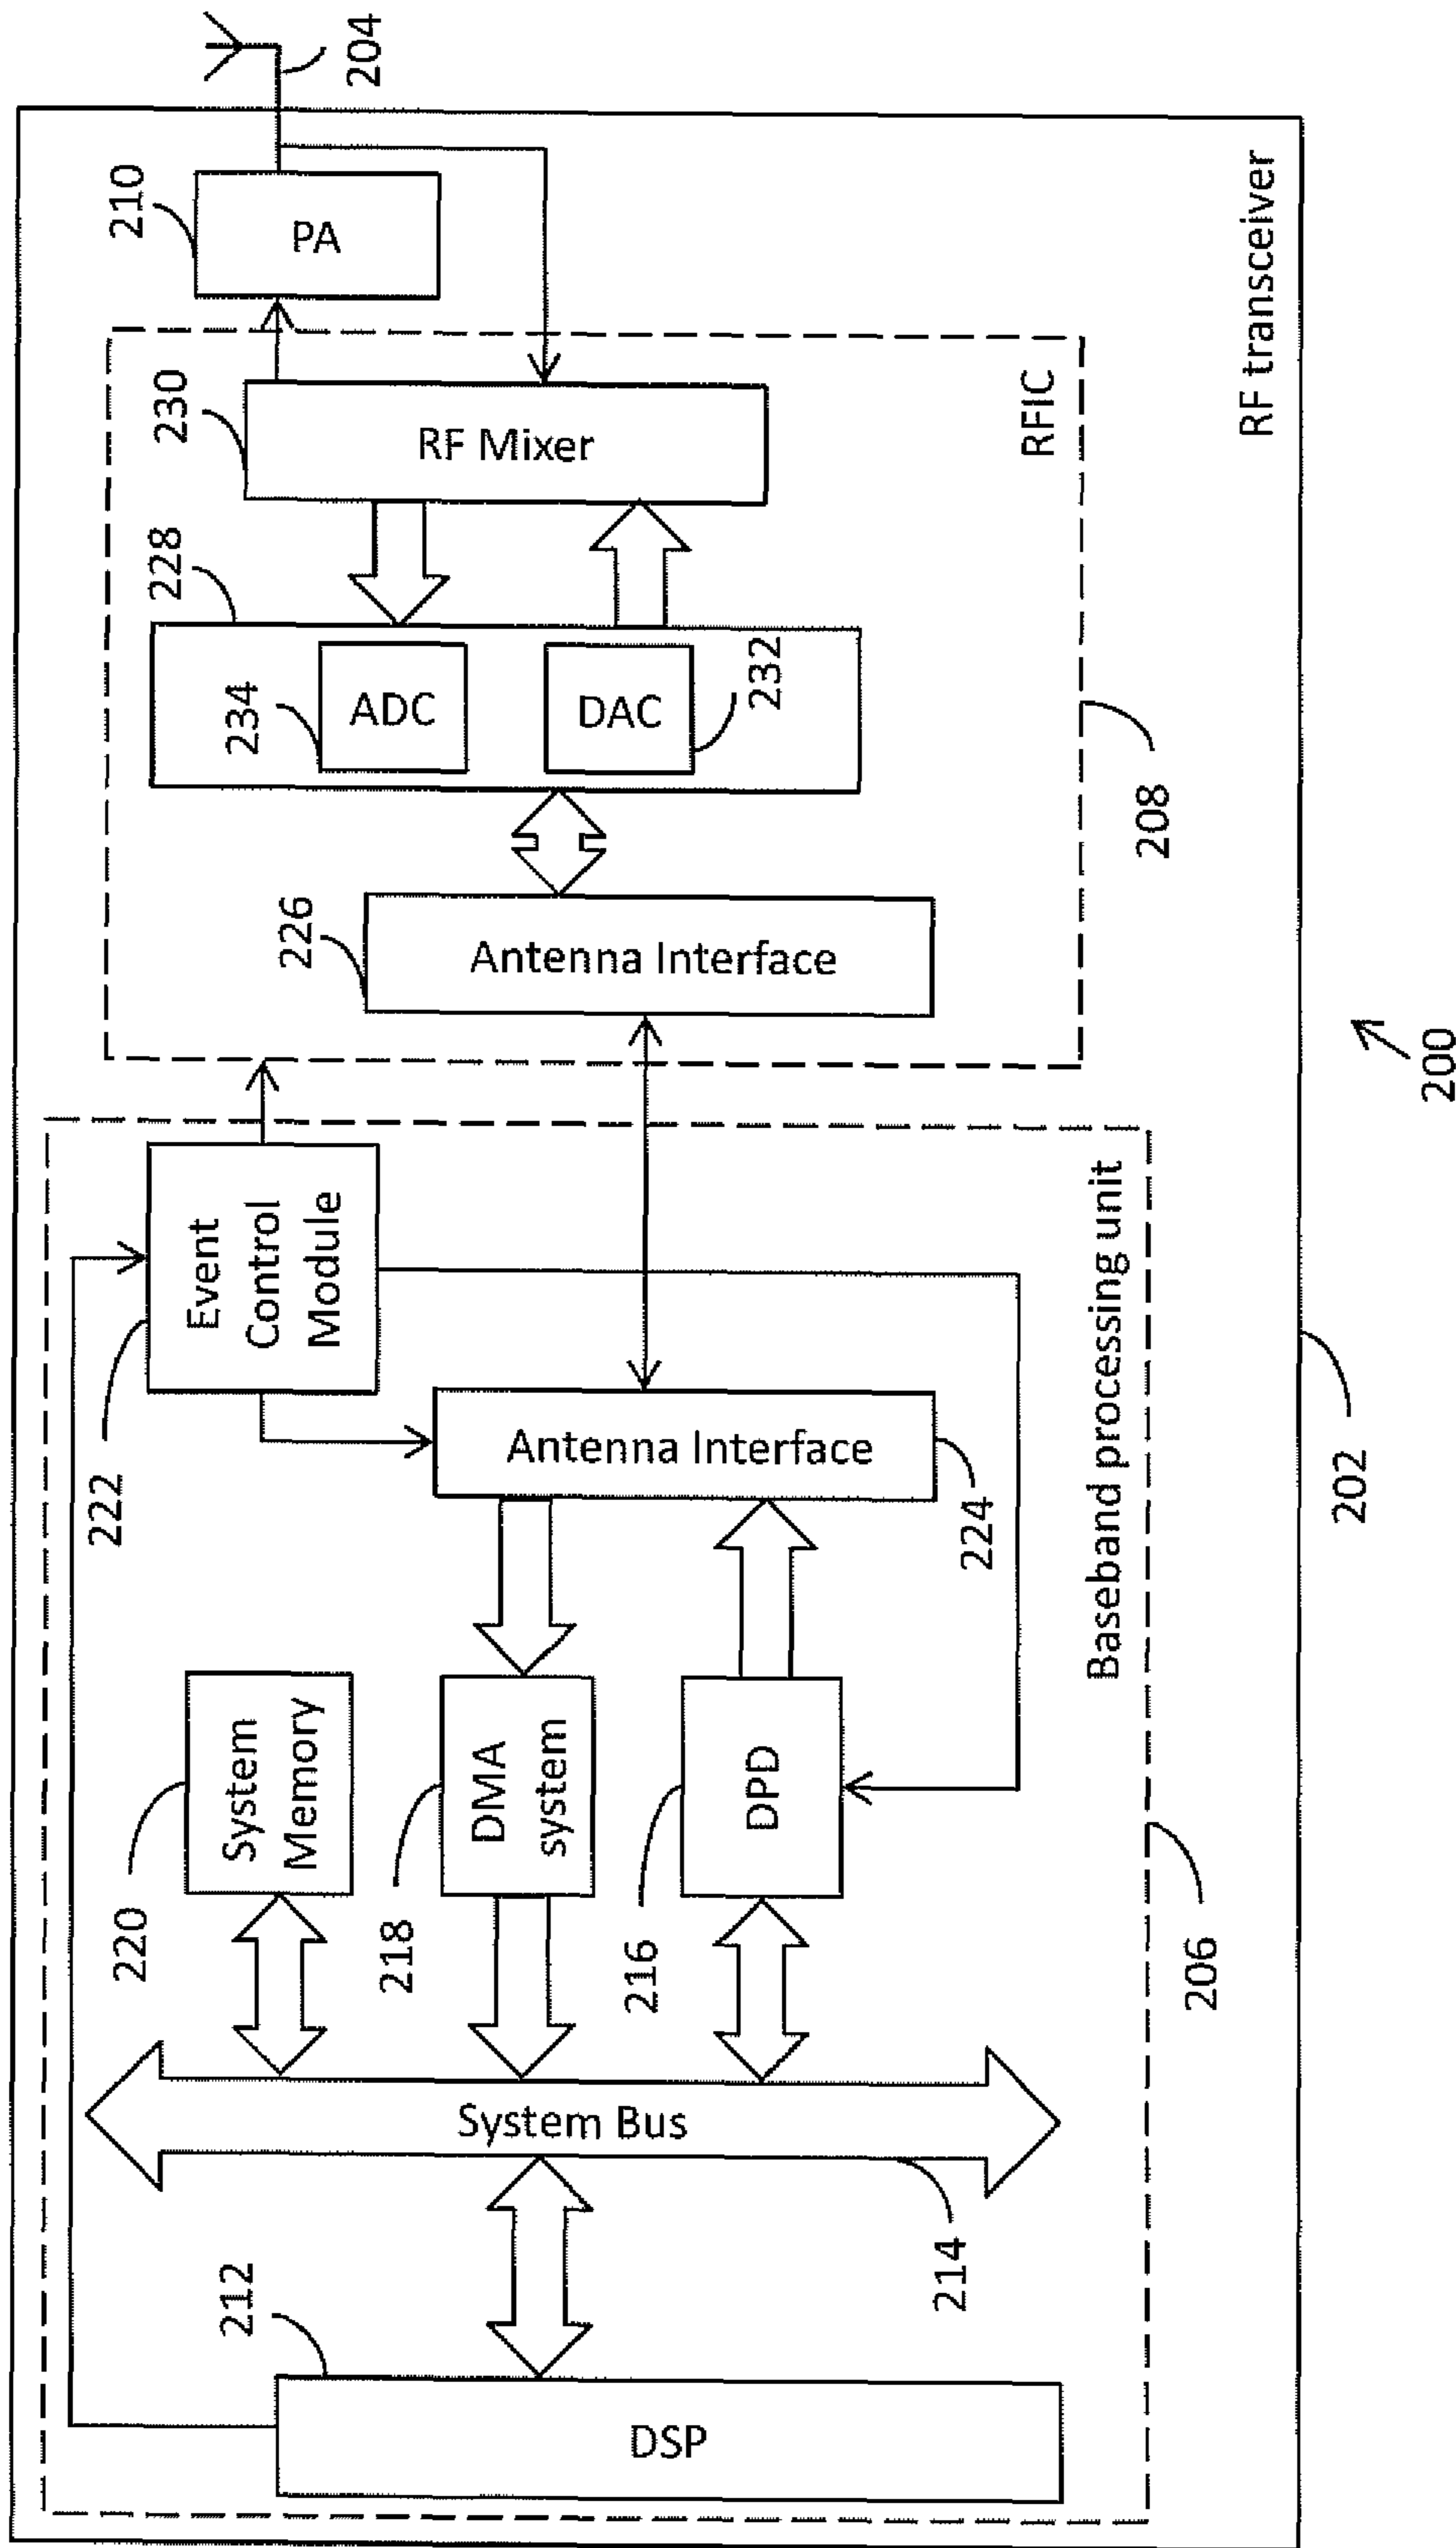 204
210
PA
230
RF Mixer
228
234
ADC
DAC
232
226
Antenna Interface
RFIC
208
RF transceiver
222
Event
Control
Module
Antenna Interface
224
220
System
Memory
218
DMA
system
216
DPD
System Bus
214
212
DSP
Baseband processing unit
206
202
200